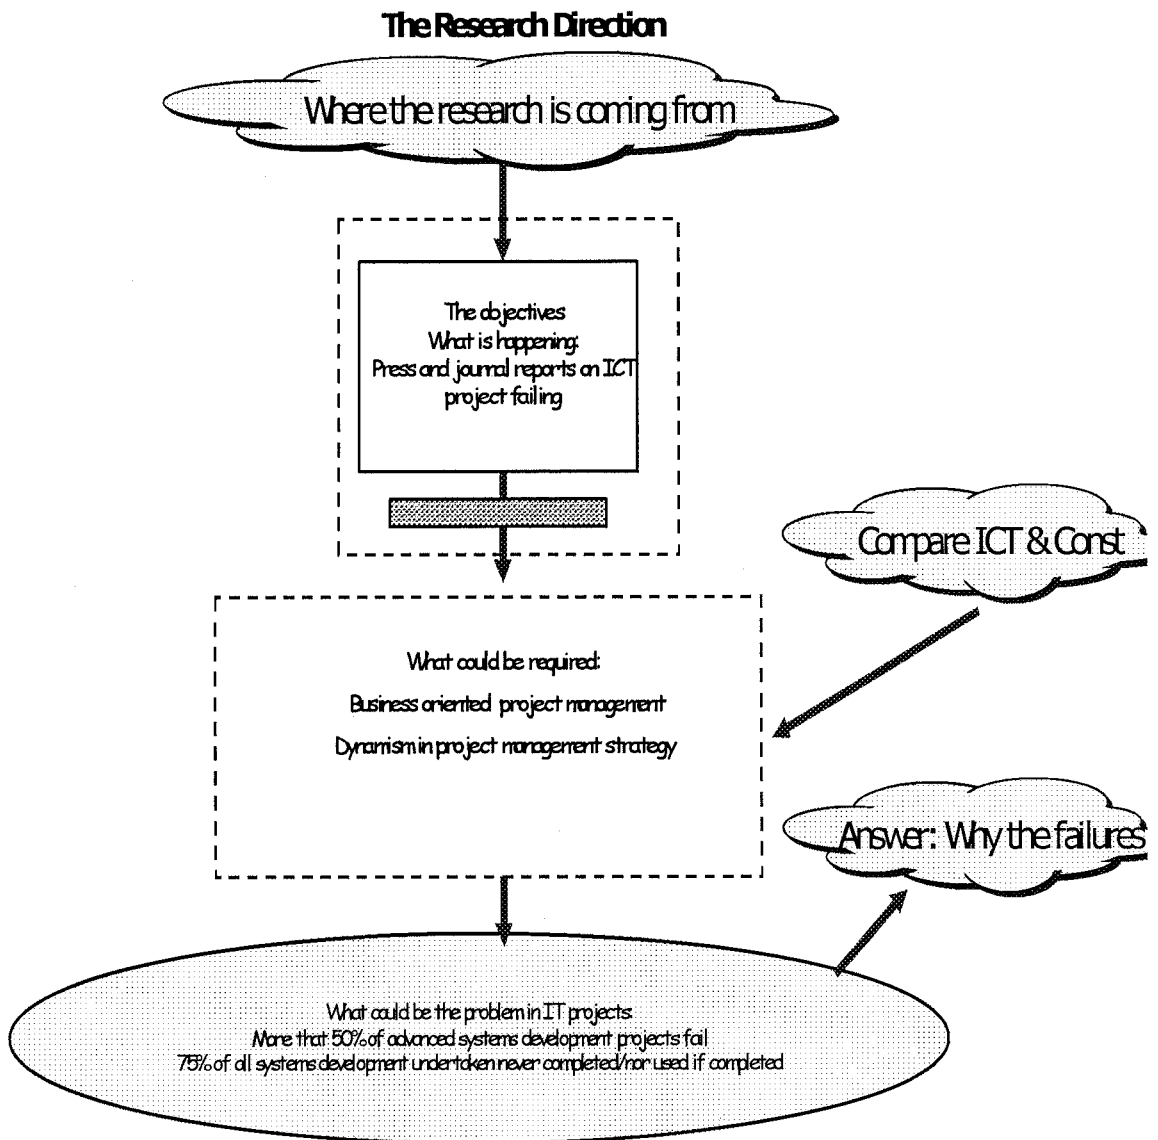 The Research Direction
Where the research is coming from
The objectives
What is happening:
Press and journal reports an ICT
project failing
Compare ICT & Const
What could be required:
Business oriented project management
Dynamism in project management strategy
Answer: Why the failures
What could be the problem in IT projects:
More that 50% of advanced systems development projects fail
75% of all systems development undertaken never completed/nor used if completed